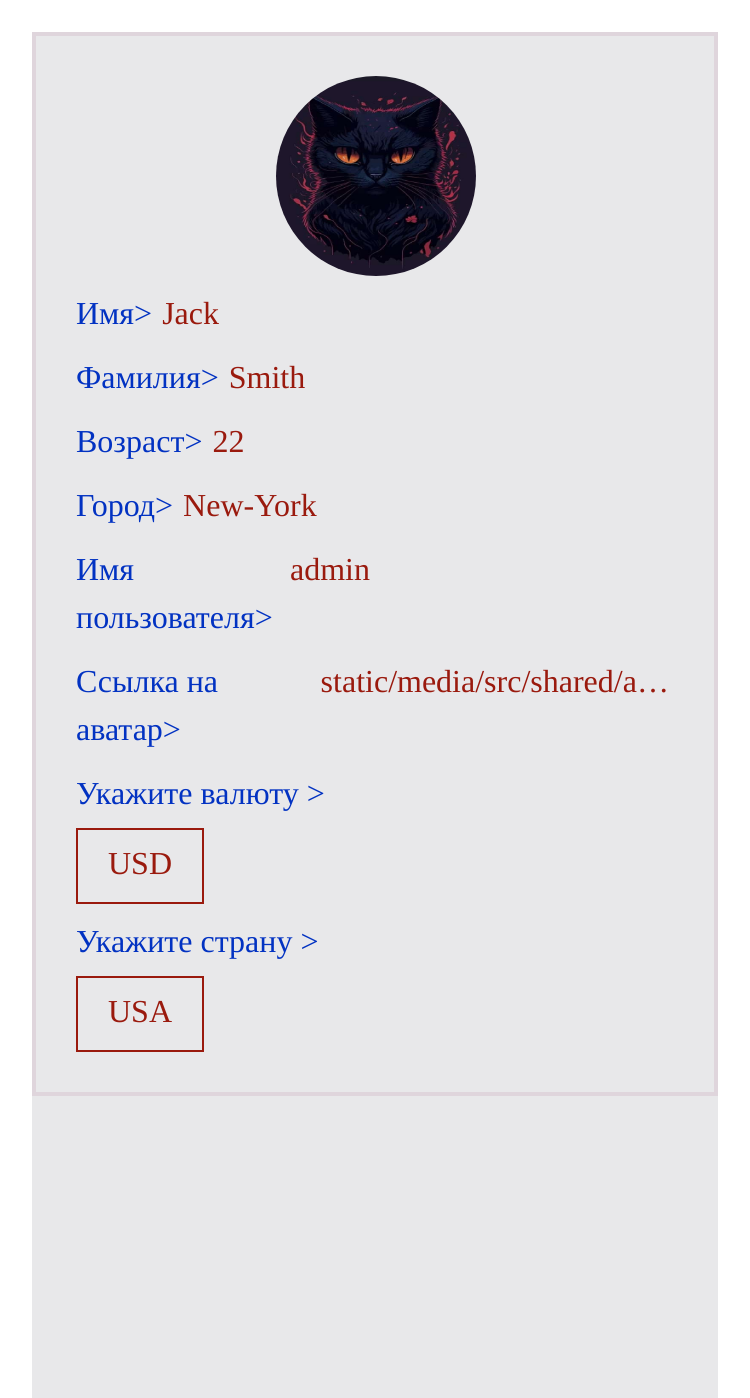 Имя> Jack
Фамилия> Smith
Возраст> 22
Город> New-York
Имя admin
пользователя>
Ссылка на static/media/src/shared/a…
аватар>
Укажите валюту >
USD
Укажите страну >
USA